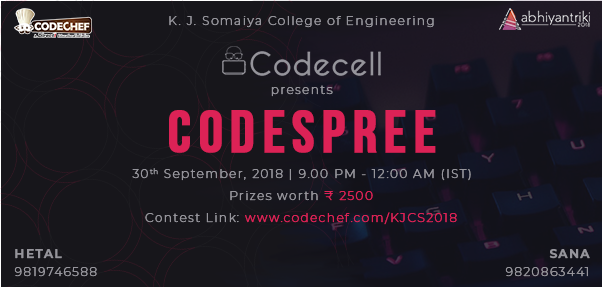 CODECHEF
K. J. Somaiya College of Engineering
abhiyantriki
2018
Codecell
presents
CODESPREE
30th September, 2018 | 9.00 PM - 12:00 AM (IST)
Prizes worth ₹ 2500
Contest Link: www.codechef.com/KJCS2018
HETAL
9819746588
SANA
9820863441